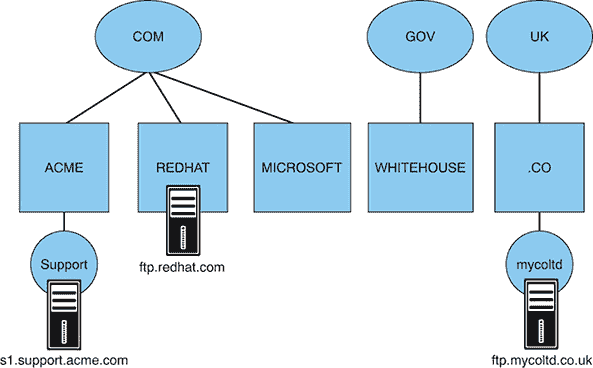 COM
GOV
UK
ACME
REDHAT
MICROSOFT
WHITEHOUSE
.CO
Support
ftp.redhat.com
mycoltd
s1.support.acme.com
ftp.mycoltd.co.uk